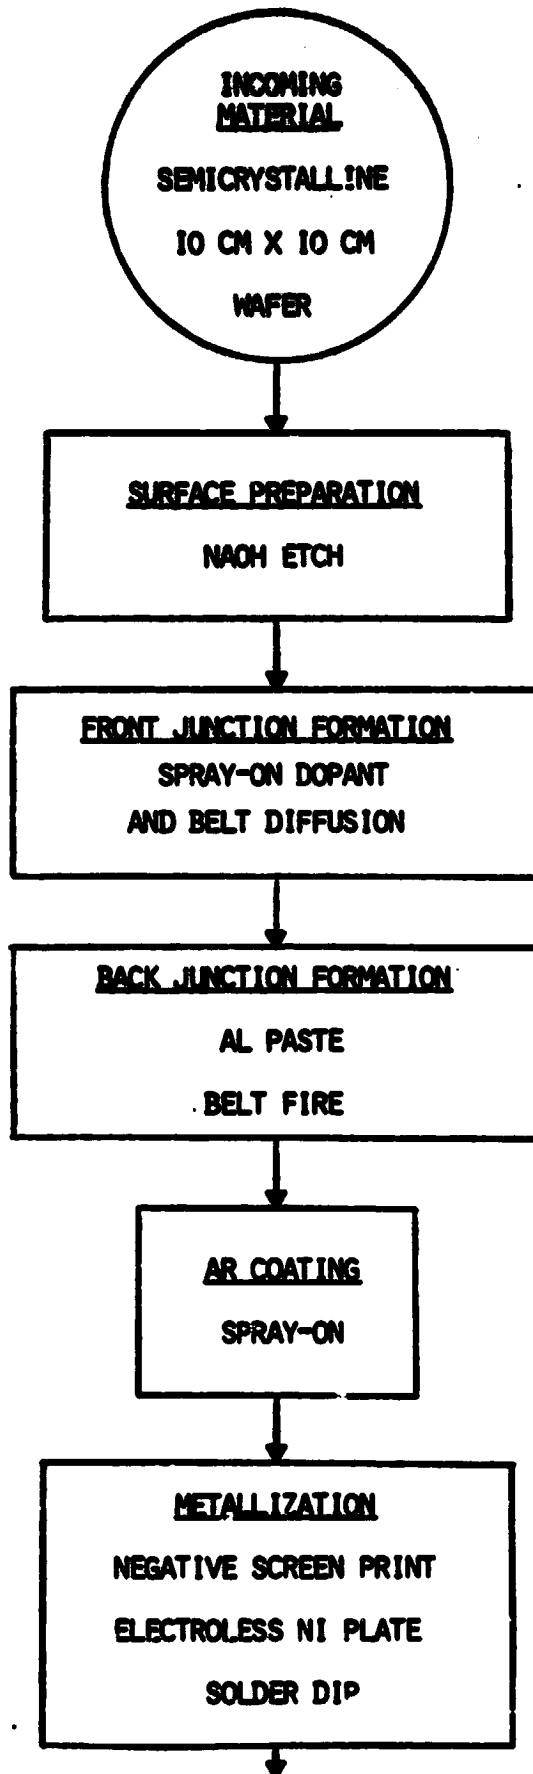 INCOMING
MATERIAL
SEMICRYSTALLINE
10 CM X 10 CM
WAFER
SURFACE PREPARATION
NAOH ETCH
FRONT JUNCTION FORMATION
SPRAY-ON DOPANT
AND BELT DIFFUSION
BACK JUNCTION FORMATION
AL PASTE
BELT FIRE
AR COATING
SPRAY-ON
METALLIZATION
NEGATIVE SCREEN PRINT
ELECTROLESS NI PLATE
SOLDER DIP